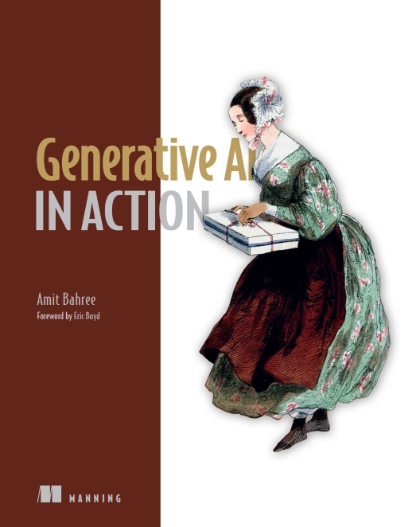 Generative AI
IN ACTION
Amit Bahree
Foreword by Eric Boyd
MANNING